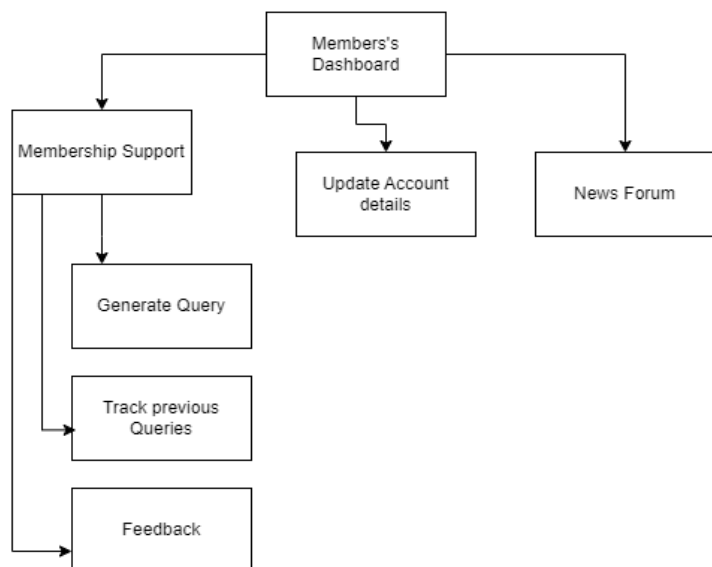 Members's
Dashboard
Membership Support
Update Account
details
News Forum
Generate Query
Track previous
Queries
Feedback